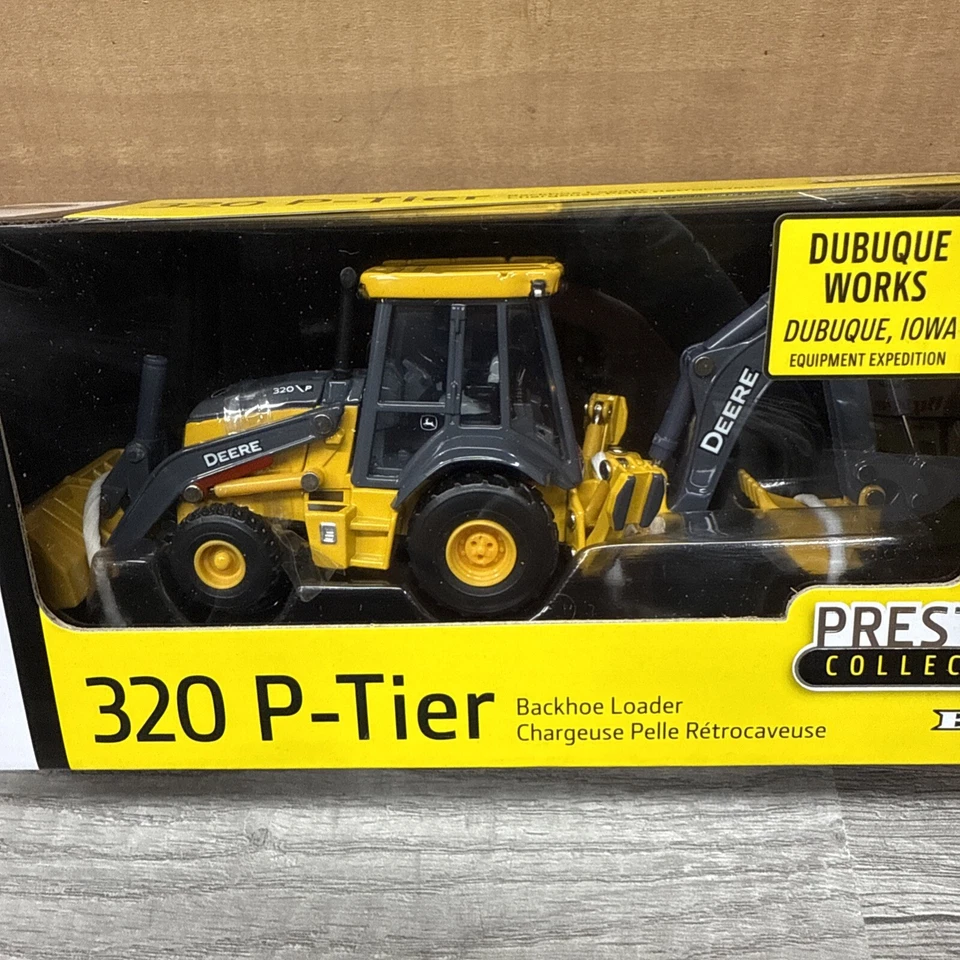 320 P-Tier
DUBUQUE
WORKS
DUBUQUE, IOWA
EQUIPMENT EXPEDITION
320 P
DEERE
DEERE
PREST
COLLEC
320 P-Tier
Backhoe Loader
Chargeuse Pelle Rétrocaveuse